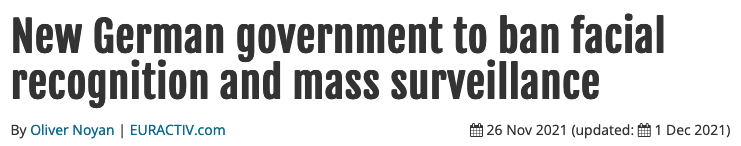 New German government to ban facial
recognition and mass surveillance
By Oliver Noyan | EURACTIV.com 26 Nov 2021 (updated: 1 Dec 2021)